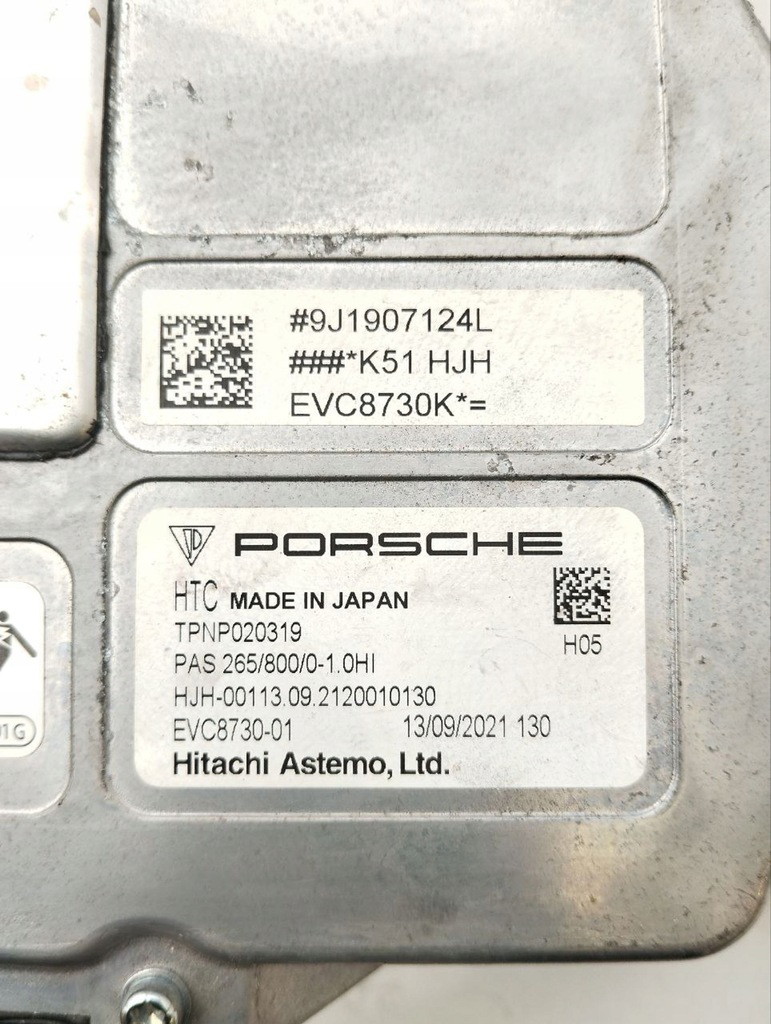 #9J1907124L
###*K51 HJH
EVC8730K*=
PORSCHE
HTC MADE IN JAPAN
TPNP020319
H05
PAS 265/800/0-1.0HI
HJH-00113.09.2120010130
EVC8730-01 13/09/2021 130
Hitachi Astemo, Ltd.